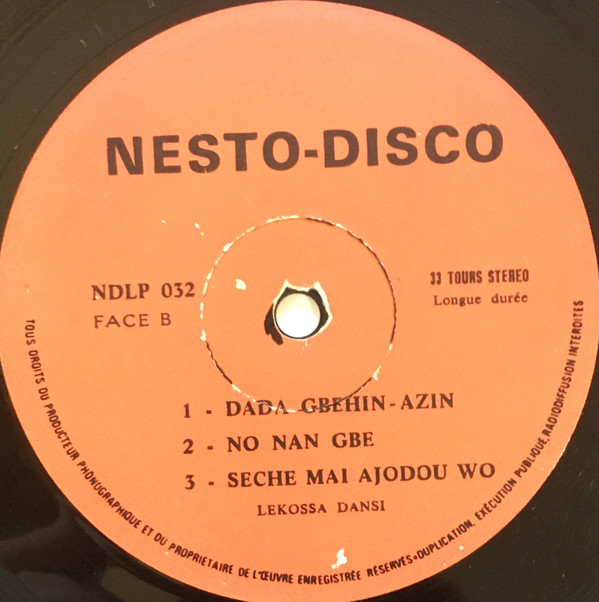 NESTO-DISCO
NDLP 032
FACE B
33 TOURS STEREO
Longue durée
1 - DADA GBEHIN-AZIN
2 - NO NAN GBE
3 - SECHE MAI AJODOU WO
LEKOSSA DANSI
TOUS DROITS DU PRODUCTEUR PHONOGRAPHIQUE ET DU PROPRIETAIRE DE L'ŒUVRE ENREGISTRÉE RÉSERVÉS•DUPLICATION, EXÉCUTION PUBLIQUE, RADIODIFFUSION INTERDITES